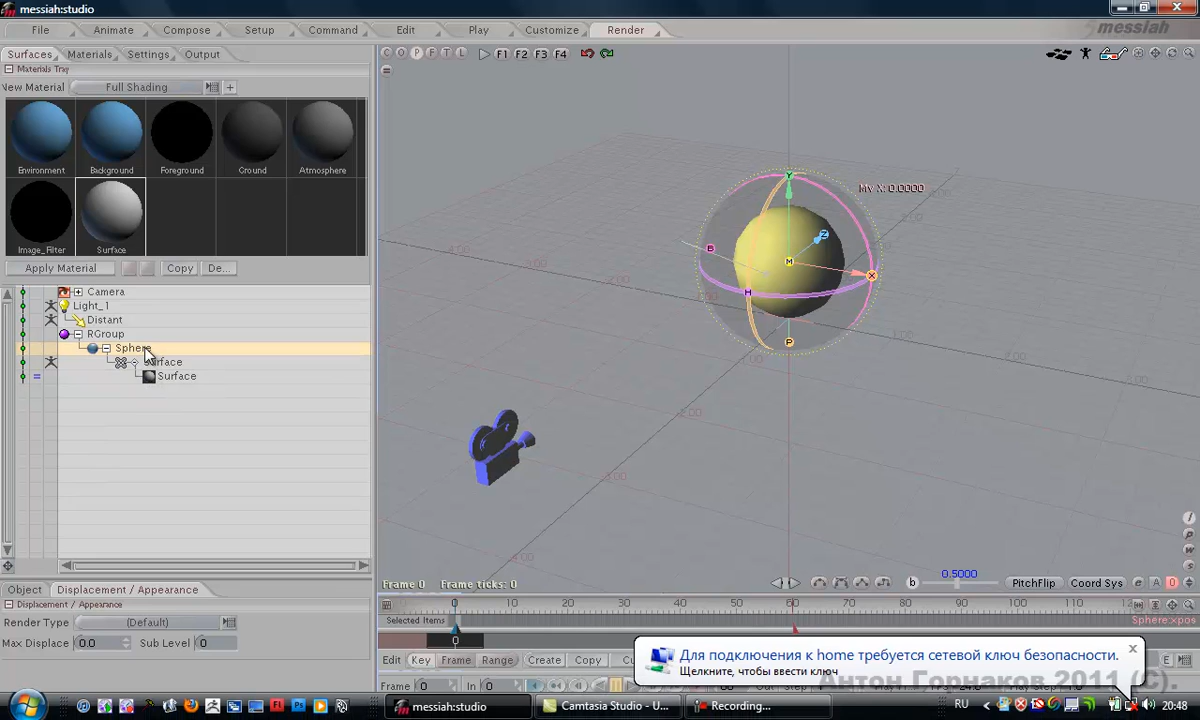 messiah:studio
File
Animate
Compose
Setup
Command
Edit
Play
Customize
Render
messiah
Surfaces
Materials
Settings
Output
C O P E T L
F1 F2 F3 F4
Materials Tray
New Material
Full Shading
+
Environment
Background
Foreground
Ground
Atmosphere
Image_Filter
Surface
Apply Material
Copy
De...
Camera
Light_1
Distant
RGroup
Sphere
Surface
Surface
Mv X: 0.0000
Y
Z
B
M
X
H
P
Object
Displacement / Appearance
Displacement / Appearance
Render Type
(Default)
Max Displace
0.0
Sub Level
0
Frame 0
Frame ticks: 0
b
0.5000
PitchFlip
Coord Sys
e A 0
0 10 20 30 40 50 60 70 80 90 100 110
Selected Items
Sphere:xpos
0
Edit
Key
Frame
Range
Create
Copy
E
Frame
0
In
0
Для подключения к home требуется сетевой ключ безопасности.
Щелкните, чтобы ввести ключ
Антон Горнаков 2011 (C).
messiah:studio
Camtasia Studio - U...
Recording...
RU
20:48